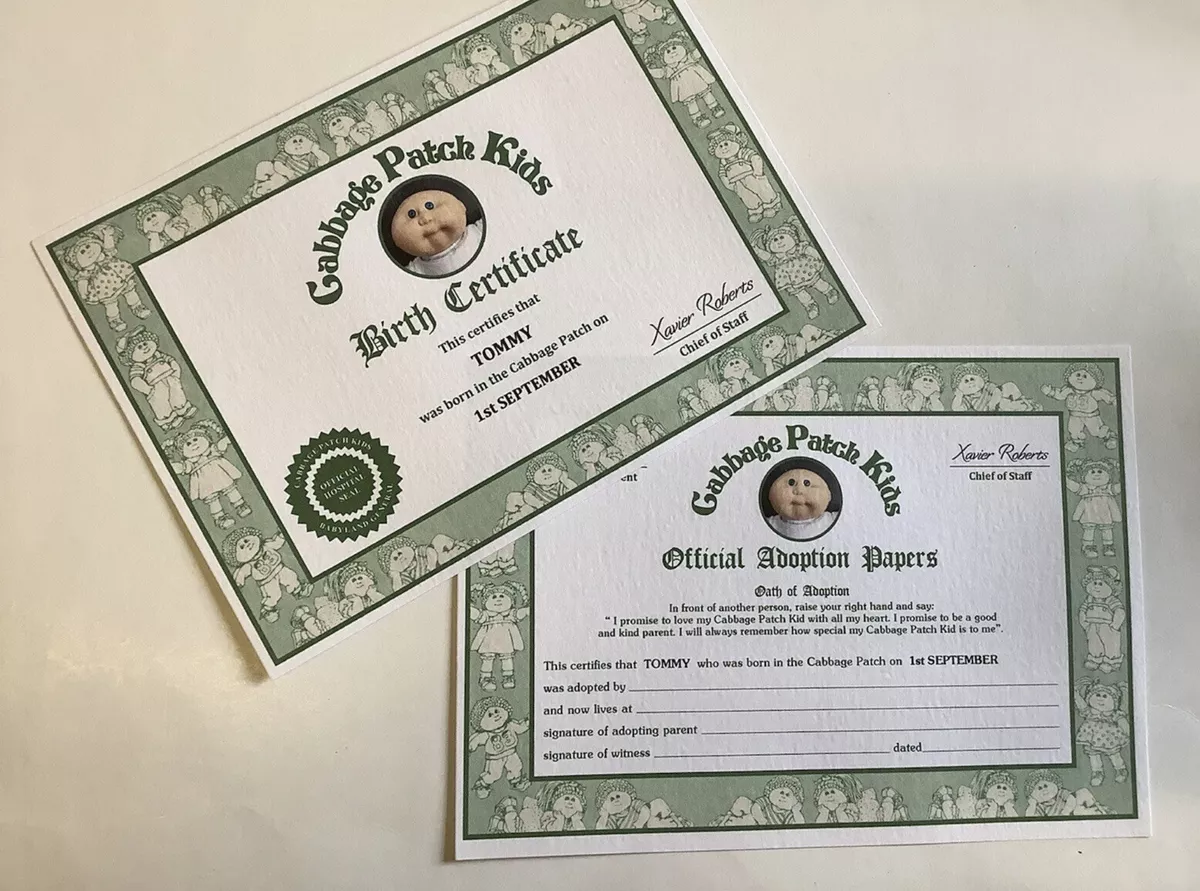 Cabbage Patch Kids
Birth Certificate
This certifies that
TOMMY
was born in the Cabbage Patch on
1st SEPTEMBER
Xavier Roberts
Chief of Staff
CABBAGE PATCH KIDS
OFFICIAL
HOSPITAL
SEAL
BABYLAND GENERAL
Cabbage Patch Kids
Xavier Roberts
Chief of Staff
Official Adoption Papers
Oath of Adoption
In front of another person, raise your right hand and say:
“ I promise to love my Cabbage Patch Kid with all my heart. I promise to be a good
and kind parent. I will always remember how special my Cabbage Patch Kid is to me”.
This certifies that TOMMY who was born in the Cabbage Patch on 1st SEPTEMBER
was adopted by
and now lives at
signature of adopting parent
signature of witness dated